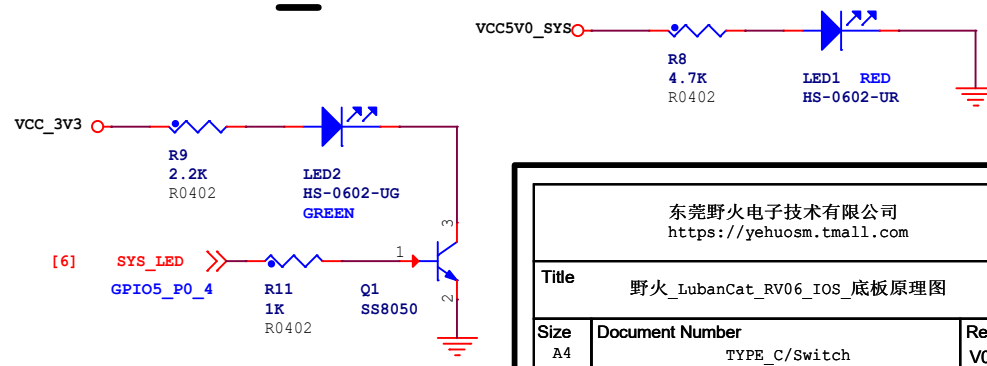 VCC5V0_SYS
R8
4.7K
R0402
LED1 RED
HS-0602-UR
VCC_3V3
R9
2.2K
R0402
LED2
HS-0602-UG
GREEN
3
[6] SYS_LED
GPIO5_P0_4
1
R11
1K
R0402
Q1
SS8050
2
东莞野火电子技术有限公司
https://yehuosm.tmall.com
Title
野火_LubanCat_RV06_IOS_底板原理图
Size
A4
Document Number
TYPE_C/Switch
Re
V0